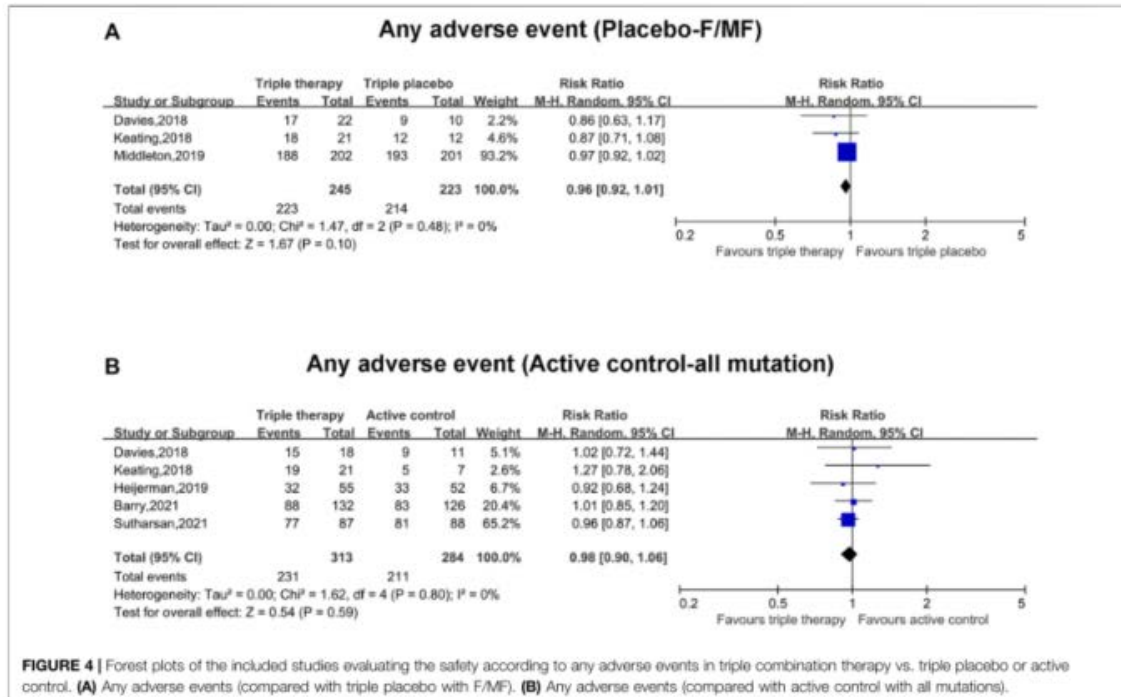 A
Any adverse event (Placebo-F/MF)
Triple therapy Triple placebo Risk Ratio Risk Ratio
Study or Subgroup Events Total Events Total Weight M-H. Random. 95% CI M-H. Random. 95% CI
Davies,2018 17 22 9 10 2.2% 0.86 [0.63, 1.17]
Keating,2018 18 21 12 12 4.6% 0.87 [0.71, 1.08]
Middleton,2019 188 202 193 201 93.2% 0.97 [0.92, 1.02]
Total (95% CI) 245 223 100.0% 0.96 [0.92, 1.01]
Total events 223 214
Heterogeneity: Tau² = 0.00; Chi² = 1.47, df = 2 (P = 0.48); I² = 0%
Test for overall effect: Z = 1.67 (P = 0.10)
0.2 0.5 1 2 5
Favours triple therapy Favours triple placebo
B
Any adverse event (Active control-all mutation)
Triple therapy Active control Risk Ratio Risk Ratio
Study or Subgroup Events Total Events Total Weight M-H. Random. 95% CI M-H. Random. 95% CI
Davies,2018 15 18 9 11 5.1% 1.02 [0.72, 1.44]
Keating,2018 19 21 5 7 2.6% 1.27 [0.78, 2.06]
Heijerman,2019 32 55 33 52 6.7% 0.92 [0.68, 1.24]
Barry,2021 88 132 83 126 20.4% 1.01 [0.85, 1.20]
Sutharsan,2021 77 87 81 88 65.2% 0.96 [0.87, 1.06]
Total (95% CI) 313 284 100.0% 0.98 [0.90, 1.06]
Total events 231 211
Heterogeneity: Tau² = 0.00; Chi² = 1.62, df = 4 (P = 0.80); I² = 0%
Test for overall effect: Z = 0.54 (P = 0.59)
0.2 0.5 1 2 5
Favours triple therapy Favours active control
FIGURE 4 | Forest plots of the included studies evaluating the safety according to any adverse events in triple combination therapy vs. triple placebo or active
control. (A) Any adverse events (compared with triple placebo with F/MF). (B) Any adverse events (compared with active control with all mutations).